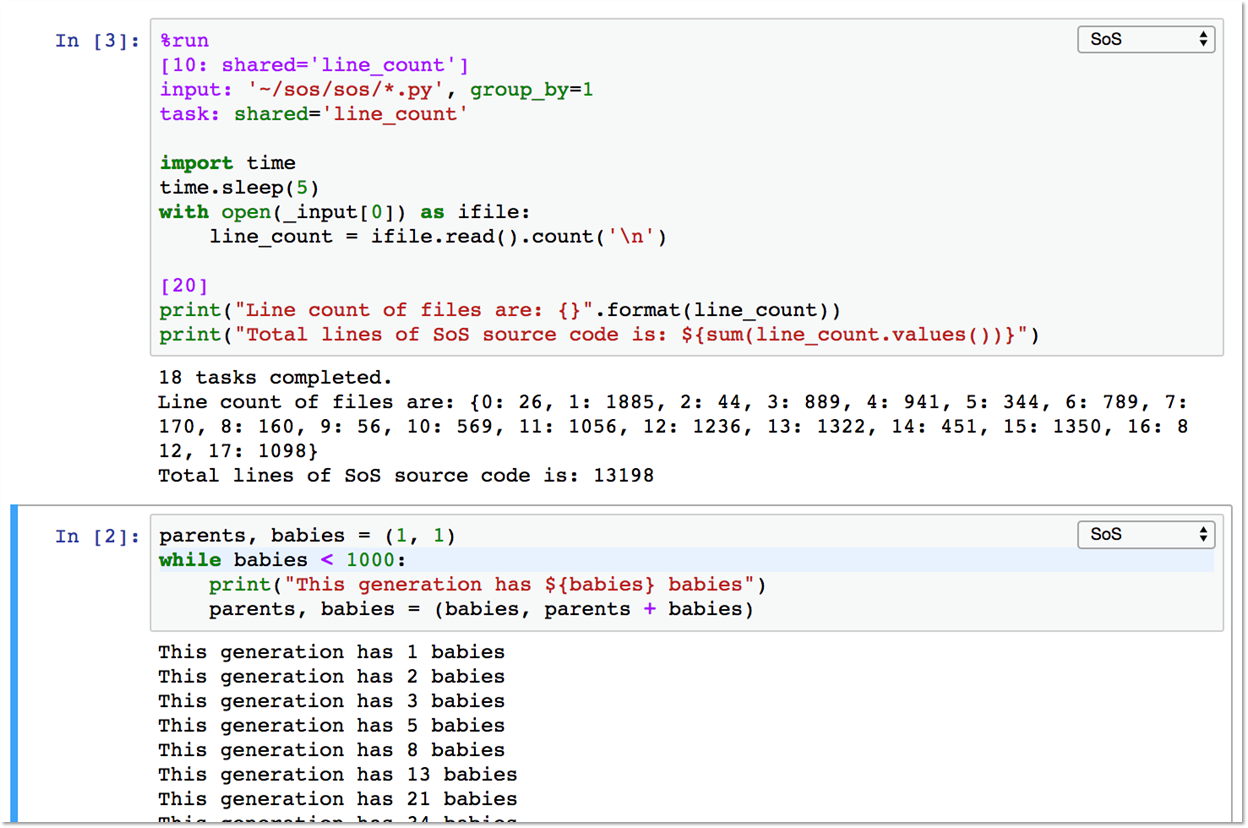 In [3]:
SoS
%run
[10: shared='line_count']
input: '~/sos/sos/*.py', group_by=1
task: shared='line_count'
import time
time.sleep(5)
with open(_input[0]) as ifile:
    line_count = ifile.read().count('\n')
[20]
print("Line count of files are: {}".format(line_count))
print("Total lines of SoS source code is: ${sum(line_count.values())}")
18 tasks completed.
Line count of files are: {0: 26, 1: 1885, 2: 44, 3: 889, 4: 941, 5: 344, 6: 789, 7:
170, 8: 160, 9: 56, 10: 569, 11: 1056, 12: 1236, 13: 1322, 14: 451, 15: 1350, 16: 8
12, 17: 1098}
Total lines of SoS source code is: 13198
In [2]:
SoS
parents, babies = (1, 1)
while babies < 1000:
    print("This generation has ${babies} babies")
    parents, babies = (babies, parents + babies)
This generation has 1 babies
This generation has 2 babies
This generation has 3 babies
This generation has 5 babies
This generation has 8 babies
This generation has 13 babies
This generation has 21 babies
This generation has 34 babies